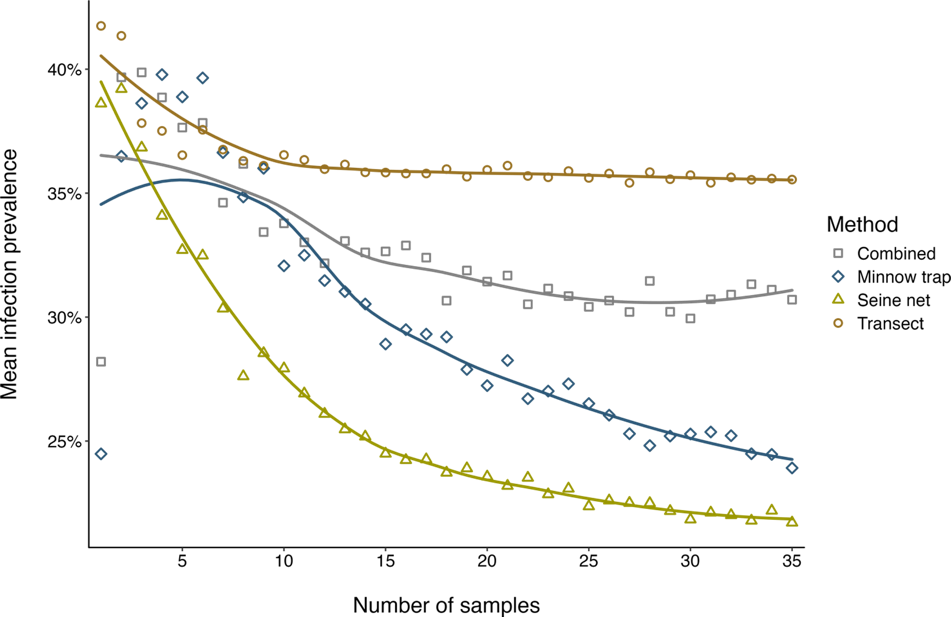 Mean infection prevalence
40%
35%
30%
25%
5 10 15 20 25 30 35
Number of samples
Method
Combined
Minnow trap
Seine net
Transect